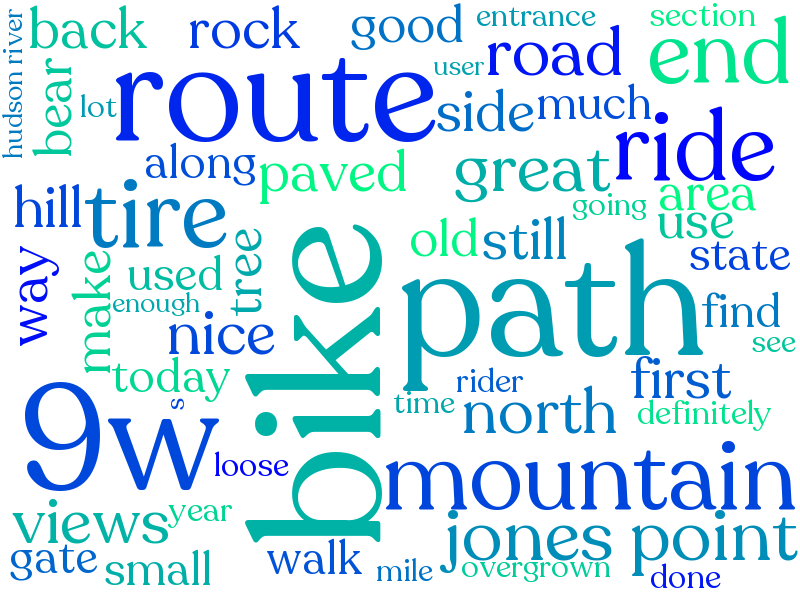 hudson river
back
rock
good
entrance
section
bear
lot
route
user
road
end
side
much
along
paved
great
ride
hill
tire
going
area
use
way
make
used
tree
bike
old
still
state
enough
nice
path
find
see
today
s
rider
first
time
north
definitely
9w
loose
mountain
views
year
jones point
gate
small
walk
mile
overgrown
done